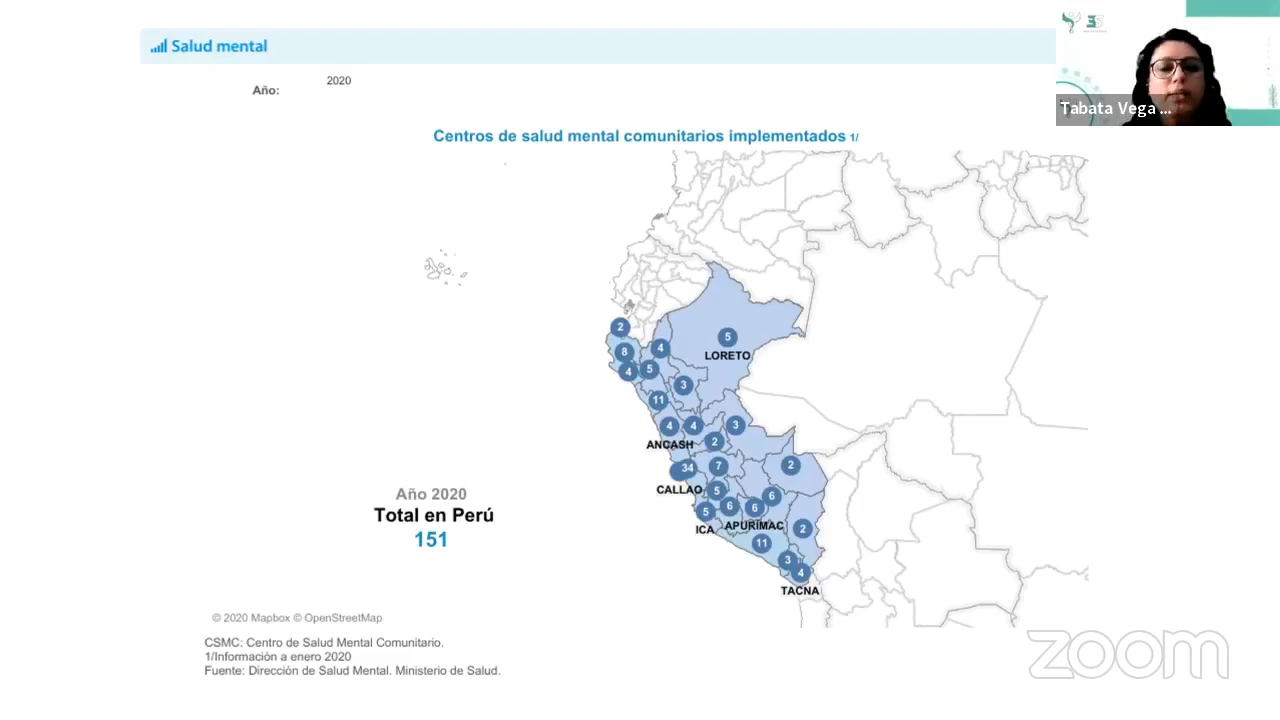 Salud mental
Año:
2020
Tabata Vega ...
Centros de salud mental comunitarios implementados 1/
2
8
4
4
5
5
LORETO
3
11
4
4
3
ANCASH
2
34
7
2
CALLAO
5
6
5
6
6
ICA
APURÍMAC
2
11
3
4
TACNA
Año 2020
Total en Perú
151
© 2020 Mapbox © OpenStreetMap
CSMC: Centro de Salud Mental Comunitario.
1/Información a enero 2020
Fuente: Dirección de Salud Mental. Ministerio de Salud.
zoom